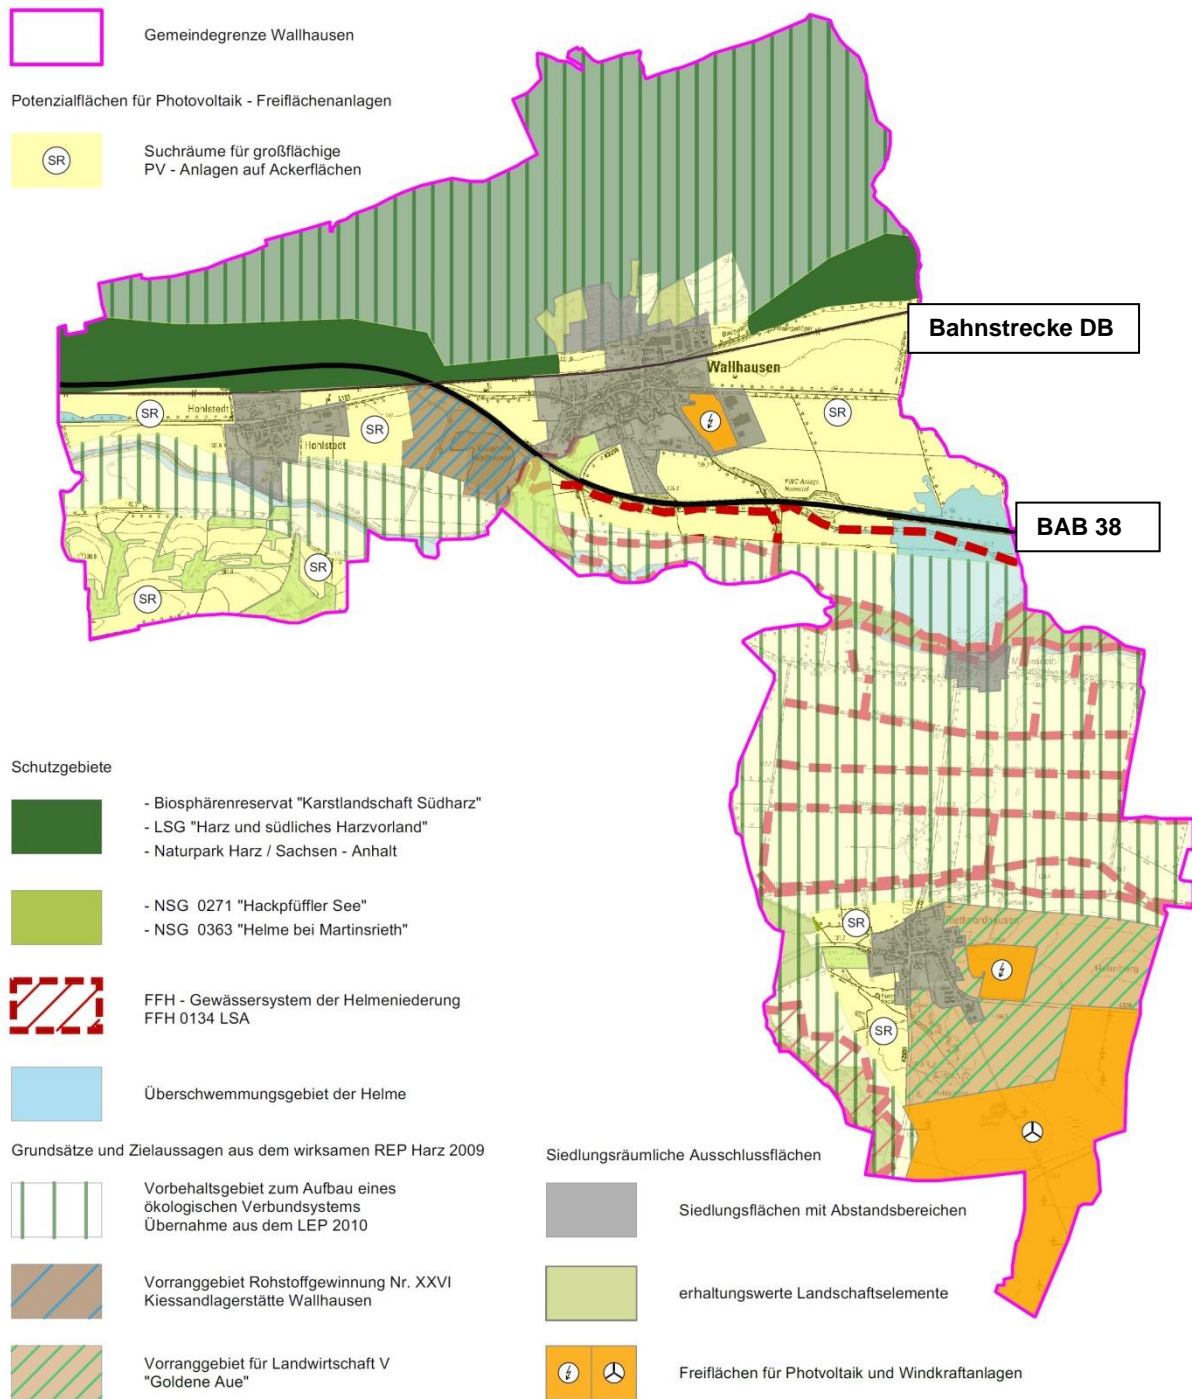 Gemeindegrenze Wallhausen
Potenzialflächen für Photovoltaik - Freiflächenanlagen
SR
Suchräume für großflächige
PV - Anlagen auf Ackerflächen
Bahnstrecke DB
Wallhausen
SR
Hohlstedt
SR
SR
Hohlstedt
BAB 38
SR
SR
Schutzgebiete
- Biosphärenreservat "Karstlandschaft Südharz"
- LSG "Harz und südliches Harzvorland"
- Naturpark Harz / Sachsen - Anhalt
- NSG 0271 "Hackpfüffler See"
- NSG 0363 "Helme bei Martinsrieth"
SR
Riethnordhausen
FFH - Gewässersystem der Helmeniederung
FFH 0134 LSA
SR
Überschwemmungsgebiet der Helme
Grundsätze und Zielaussagen aus dem wirksamen REP Harz 2009
Vorbehaltsgebiet zum Aufbau eines
ökologischen Verbundsystems
Übernahme aus dem LEP 2010
Vorranggebiet Rohstoffgewinnung Nr. XXVI
Kiessandlagerstätte Wallhausen
Vorranggebiet für Landwirtschaft V
"Goldene Aue"
Siedlungsräumliche Ausschlussflächen
Siedlungsflächen mit Abstandsbereichen
erhaltungswerte Landschaftselemente
Freiflächen für Photovoltaik und Windkraftanlagen